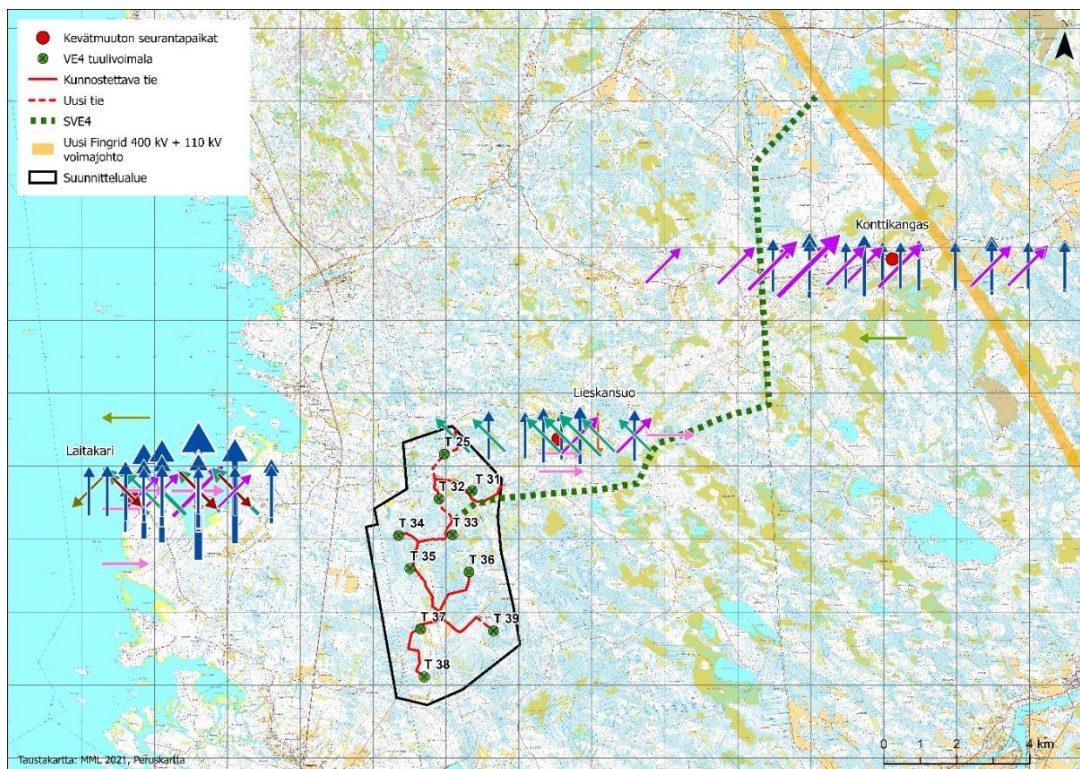 Kevätmuuton seurantapaikat
VE4 tuulivoimala
Kunnostettava tie
Uusi tie
SVE4
Uusi Fingrid 400 kV + 110 kV
voimajohto
Suunnittelualue
Konttikangas
Lieskansuo
Laitakari
T 25
T 31
T 32
T 34
T 33
T 35
T 36
T 37
T 39
T 38
0 1 2 4 km
Taustakartta: MML 2021, Peruskartta